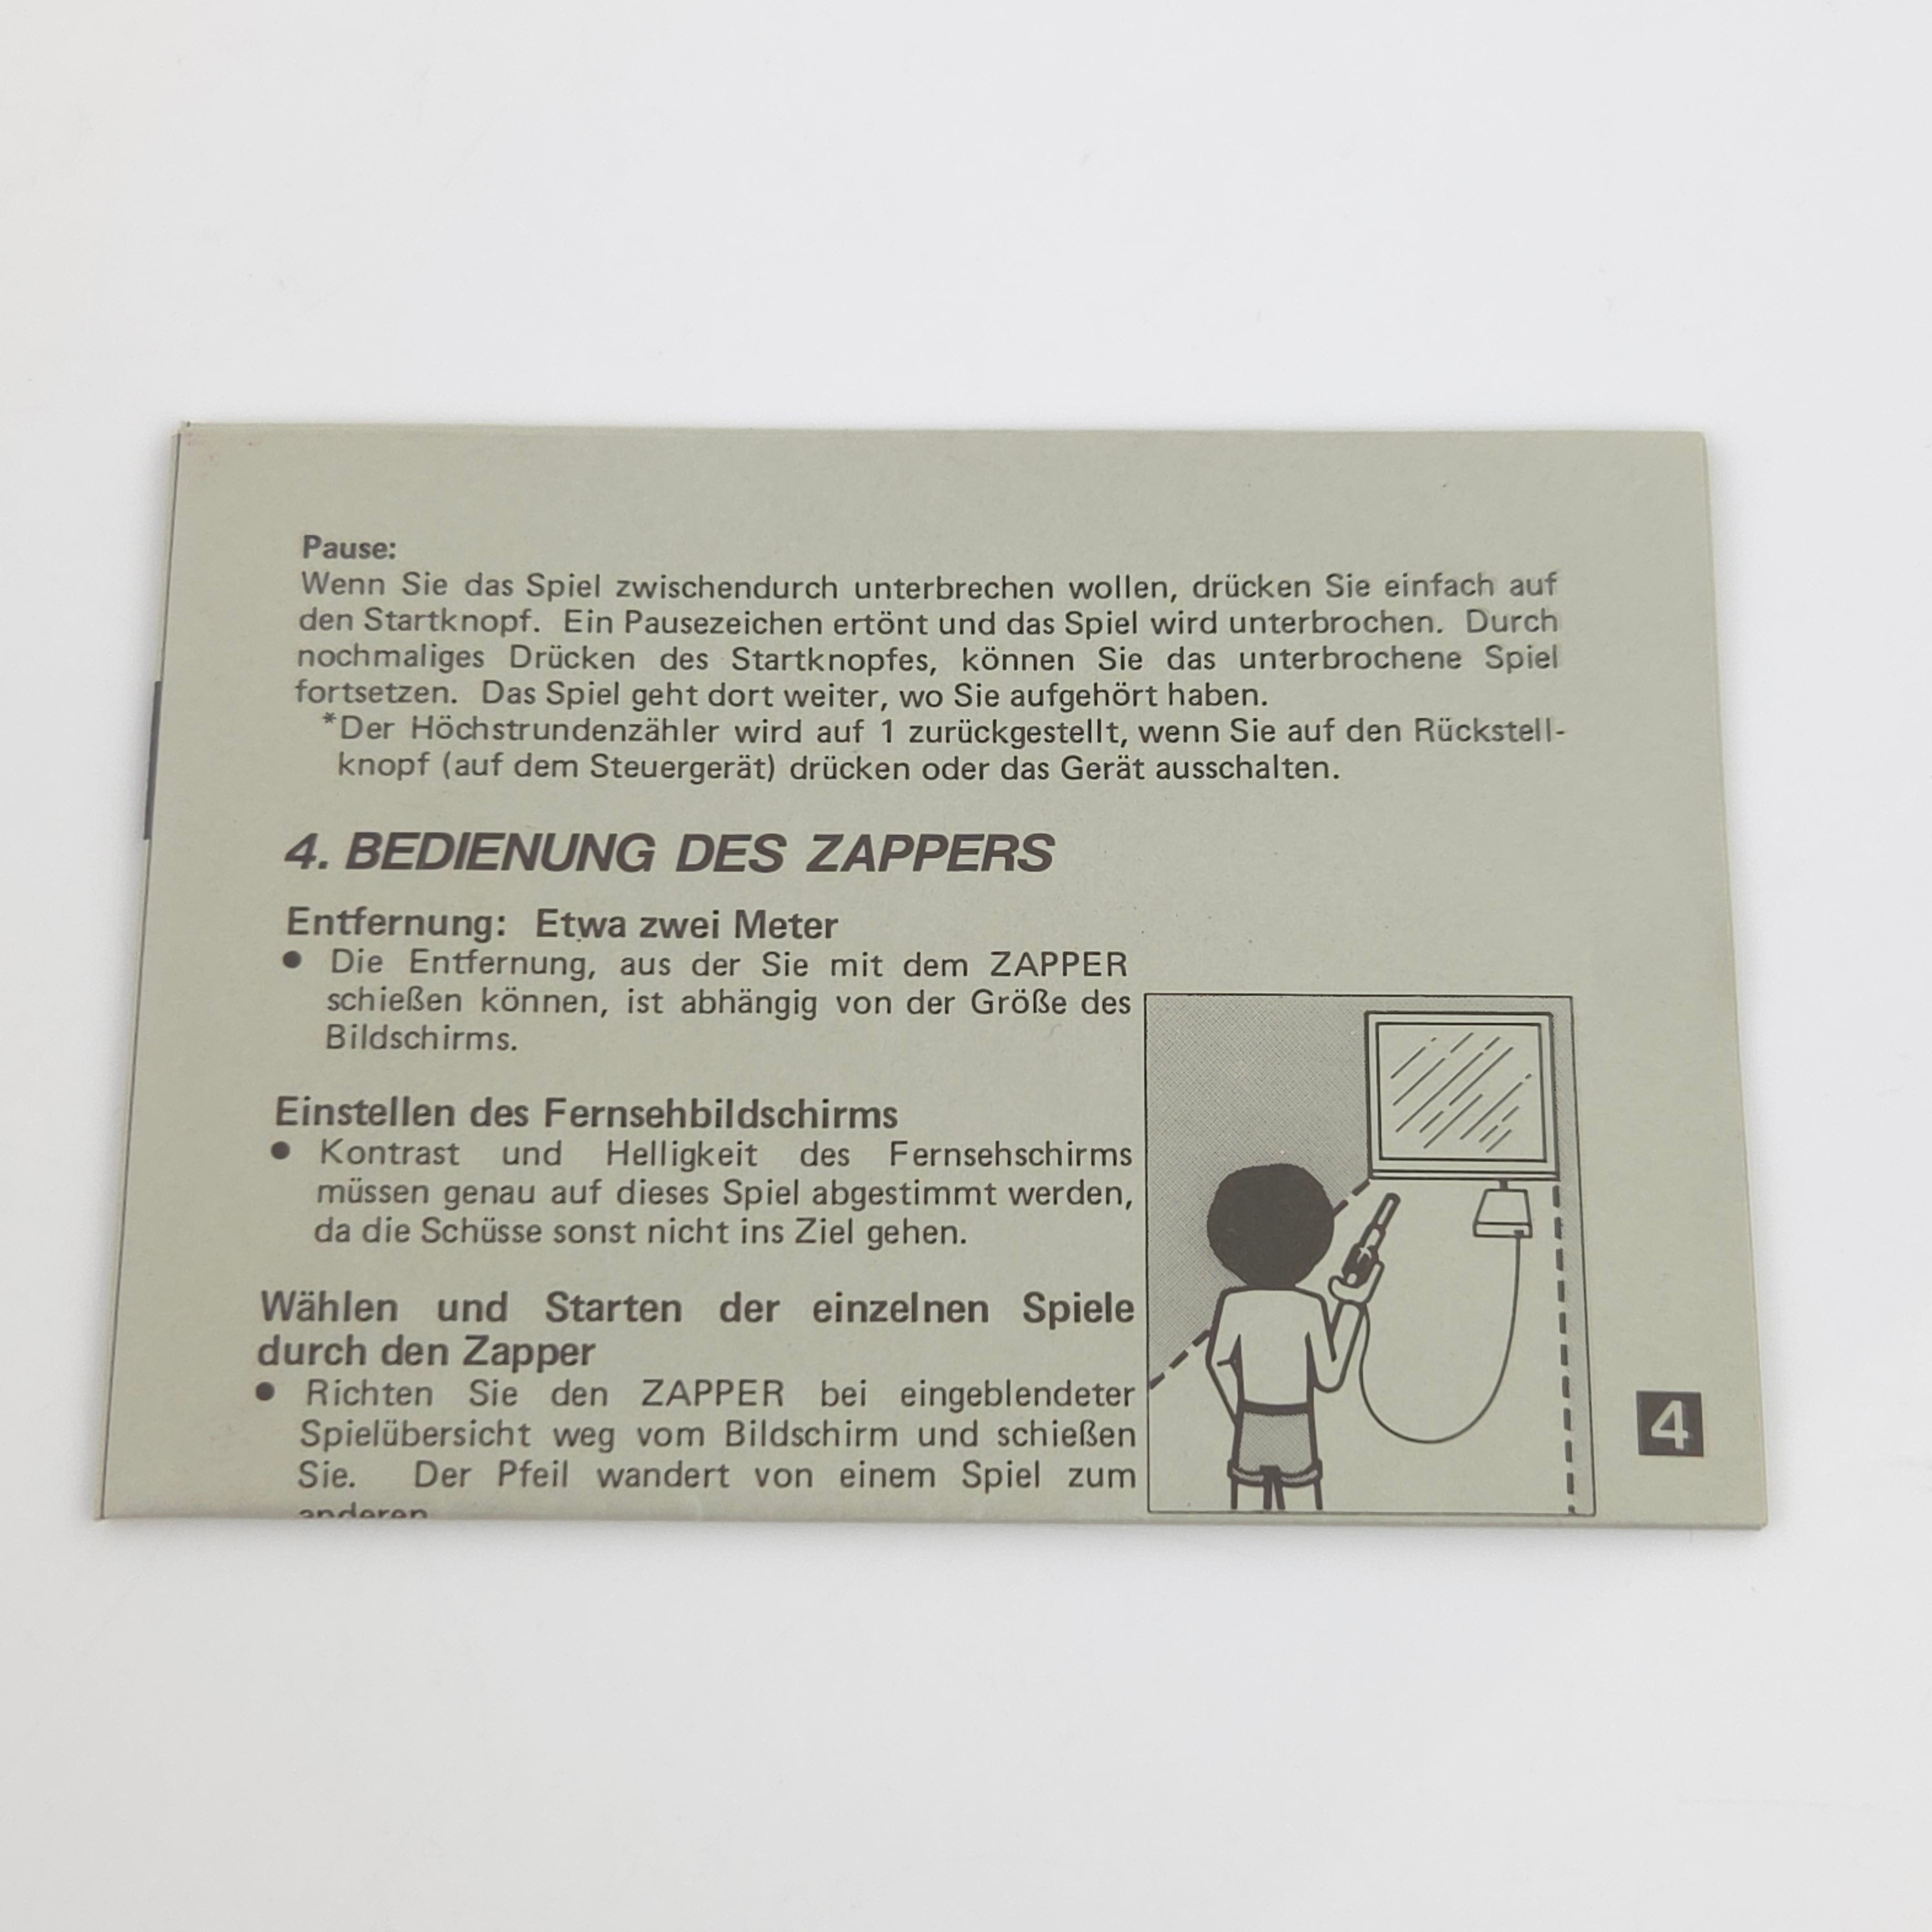 Pause:
Wenn Sie das Spiel zwischendurch unterbrechen wollen, drücken Sie einfach auf
den Startknopf. Ein Pausezeichen ertönt und das Spiel wird unterbrochen. Durch
nochmaliges Drücken des Startknopfes, können Sie das unterbrochene Spiel
fortsetzen. Das Spiel geht dort weiter, wo Sie aufgehört haben.
*Der Höchstrundenzähler wird auf 1 zurückgestellt, wenn Sie auf den Rückstell-
knopf (auf dem Steuergerät) drücken oder das Gerät ausschalten.
4. BEDIENUNG DES ZAPPERS
Entfernung: Etwa zwei Meter
● Die Entfernung, aus der Sie mit dem ZAPPER
schießen können, ist abhängig von der Größe des
Bildschirms.
Einstellen des Fernsehbildschirms
● Kontrast und Helligkeit des Fernsehschirms
müssen genau auf dieses Spiel abgestimmt werden,
da die Schüsse sonst nicht ins Ziel gehen.
Wählen und Starten der einzelnen Spiele
durch den Zapper
● Richten Sie den ZAPPER bei eingeblendeter
Spielübersicht weg vom Bildschirm und schießen
Sie. Der Pfeil wandert von einem Spiel zum
anderen
4